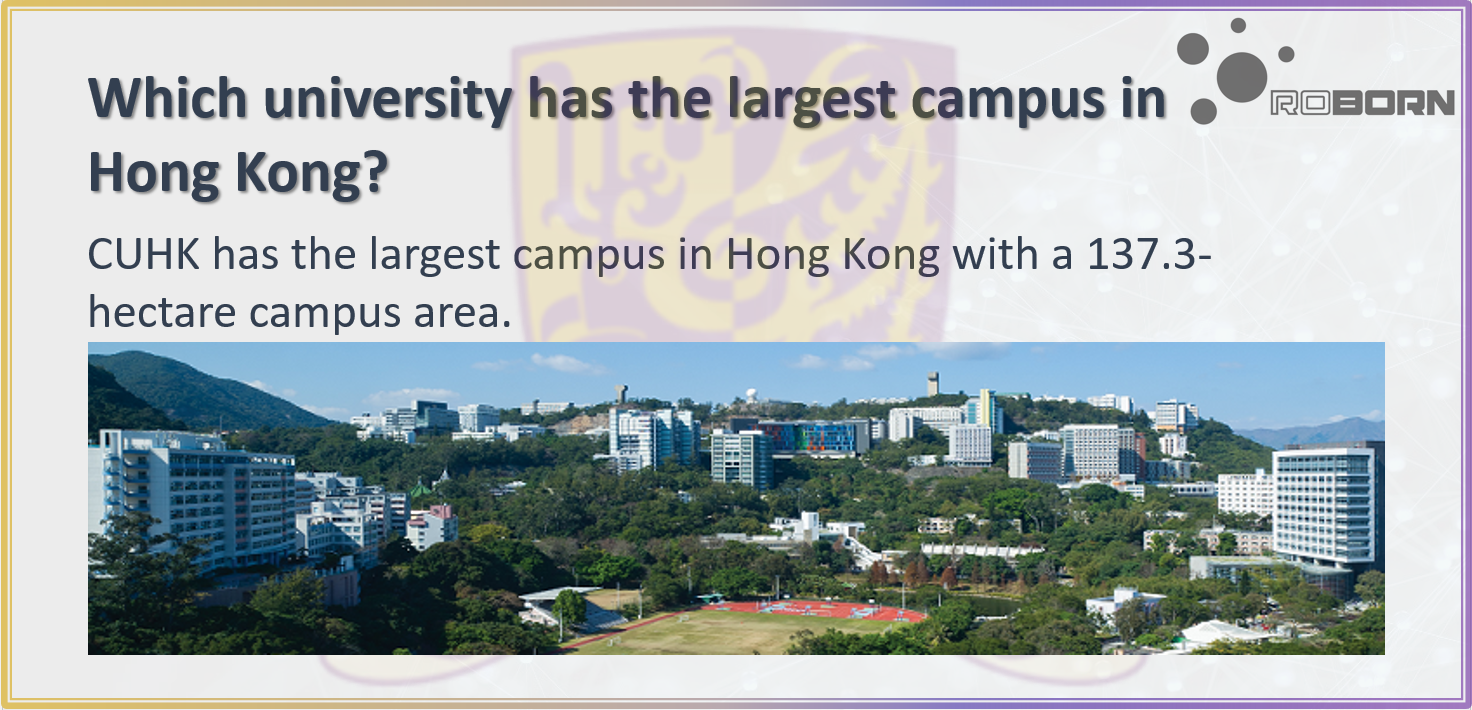 Which university has the largest campus in
ROBORN
Hong Kong?
CUHK has the largest campus in Hong Kong with a 137.3-
hectare campus area.